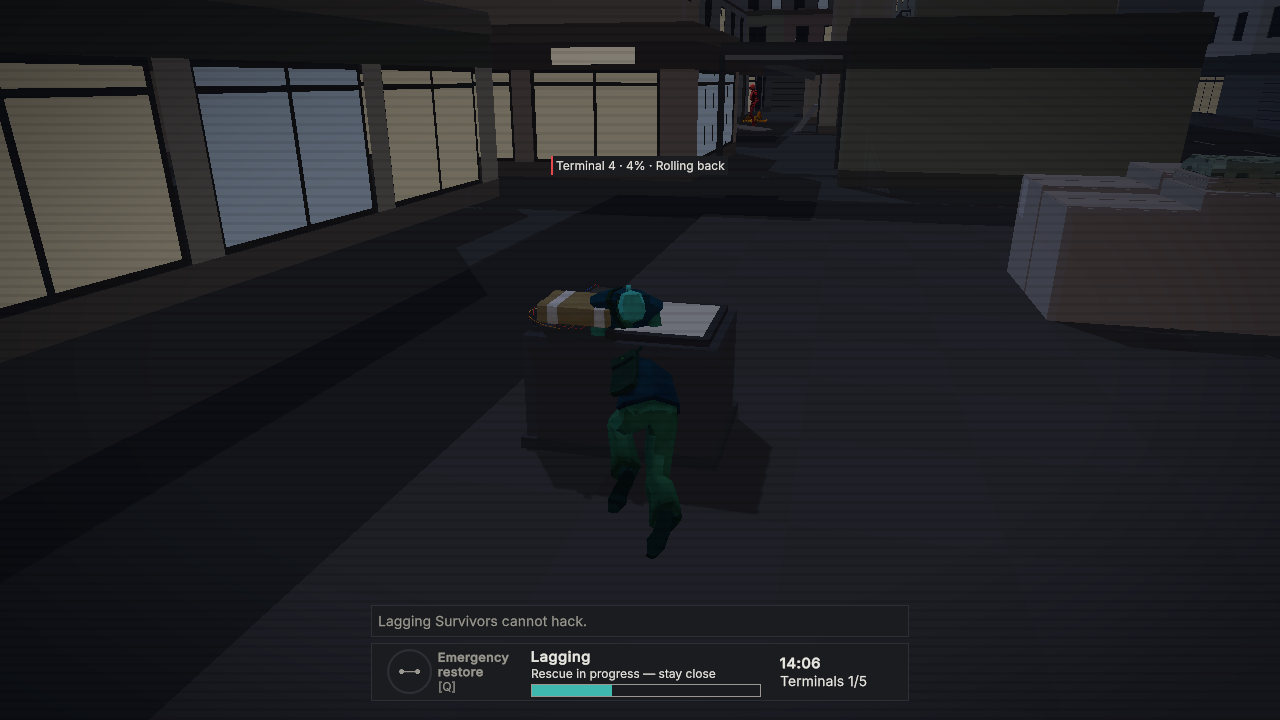 Terminal 4 · 4% · Rolling back
Lagging Survivors cannot hack.
Emergency
restore
[Q]
Lagging
Rescue in progress — stay close
14:06
Terminals 1/5